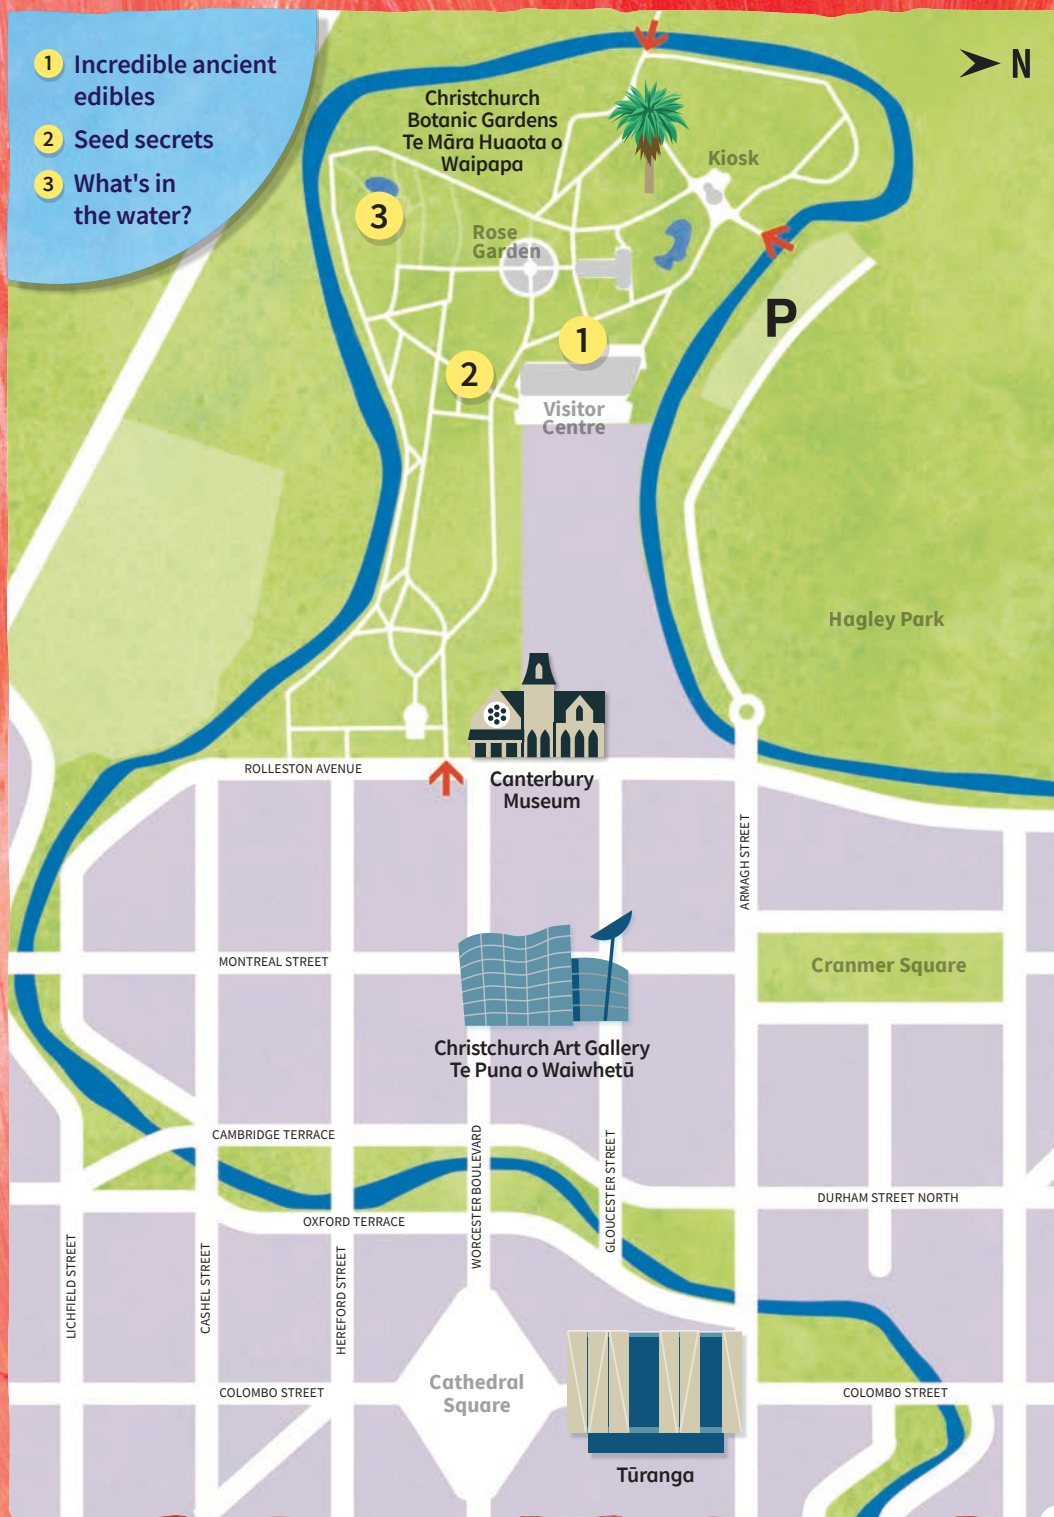 1 Incredible ancient
edibles
2 Seed secrets
3 What's in
the water?
N
Christchurch
Botanic Gardens
Te Māra Huaota o
Waipapa
Kiosk
3
Rose
Garden
P
1
2
Visitor
Centre
Hagley Park
ROLLESTON AVENUE
Canterbury
Museum
ARMAGH STREET
MONTREAL STREET
Cranmer Square
Christchurch Art Gallery
Te Puna o Waiwhetū
CAMBRIDGE TERRACE
WORCESTER BOULEVARD
GLOUCESTER STREET
DURHAM STREET NORTH
OXFORD TERRACE
LICHFIELD STREET
CASHEL STREET
HEREFORD STREET
COLOMBO STREET
Cathedral
Square
COLOMBO STREET
Tūranga